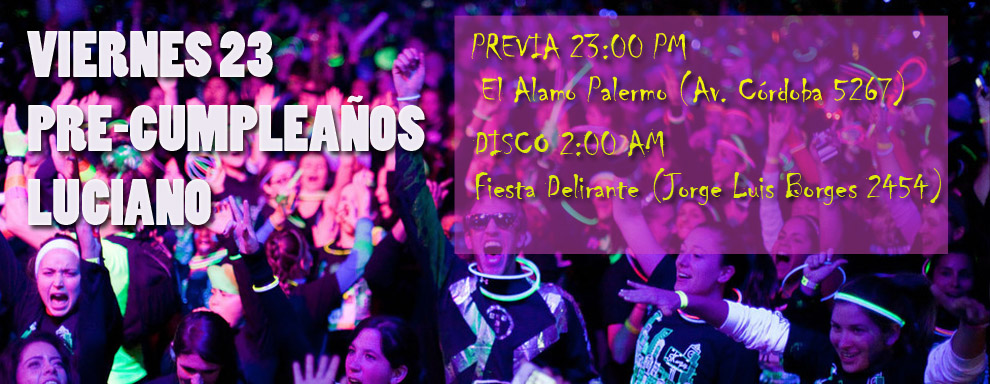 VIERNES 23
PRE-CUMPLEAÑOS
LUCIANO
PREVIA 23:00 PM
El Alamo Palermo (Av. Córdoba 5267)
DISCO 2:00 AM
Fiesta Delirante (Jorge Luis Borges 2454)